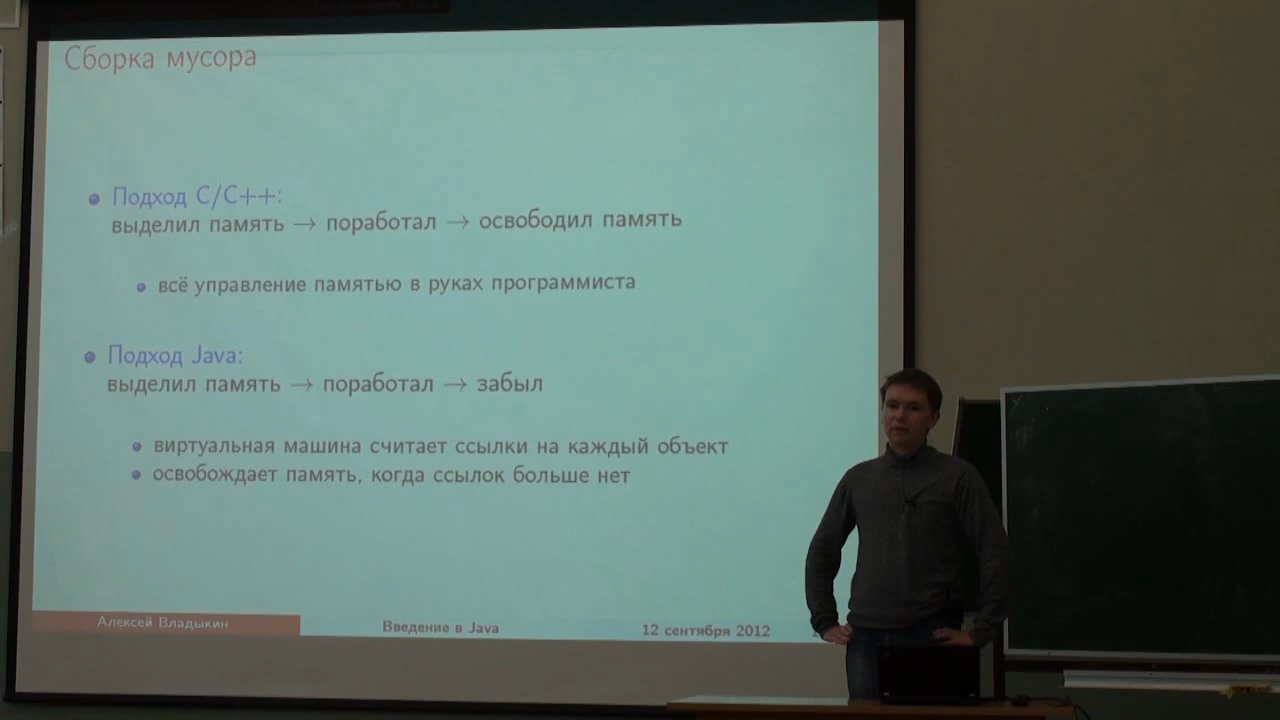 Сборка мусора
Подход C/C++:
выделил память → поработал → освободил память
всё управление памятью в руках программиста
Подход Java:
выделил память → поработал → забыл
виртуальная машина считает ссылки на каждый объект
освобождает память, когда ссылок больше нет
Алексей Владыкин
Введение в Java
12 сентября 2012